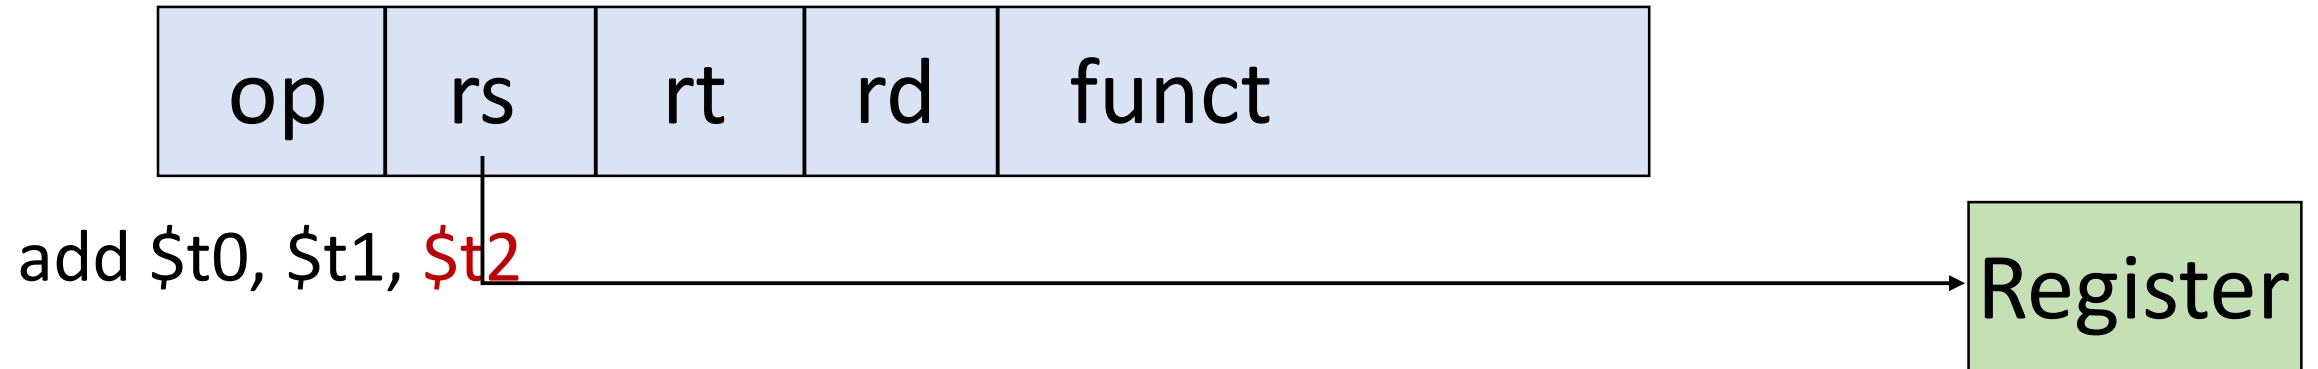 op rs rt rd funct
add $t0, $t1, $t2
Register